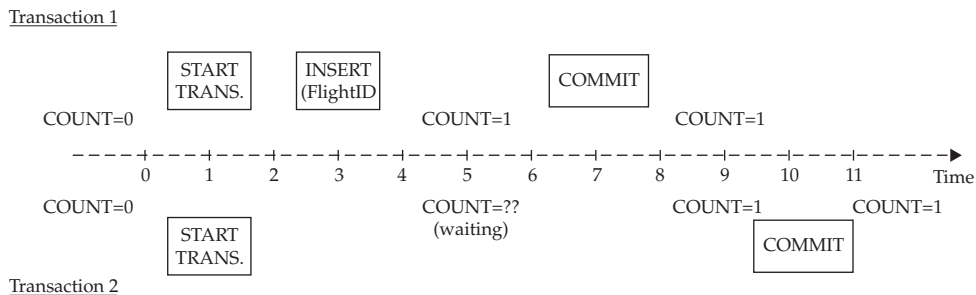 Transaction 1
START
TRANS.
INSERT
(FlightID
COMMIT
COUNT=0
COUNT=1
COUNT=1
0 1 2 3 4 5 6 7 8 9 10 11 Time
COUNT=0
COUNT=??
(waiting)
COUNT=1
COUNT=1
START
TRANS.
COMMIT
Transaction 2